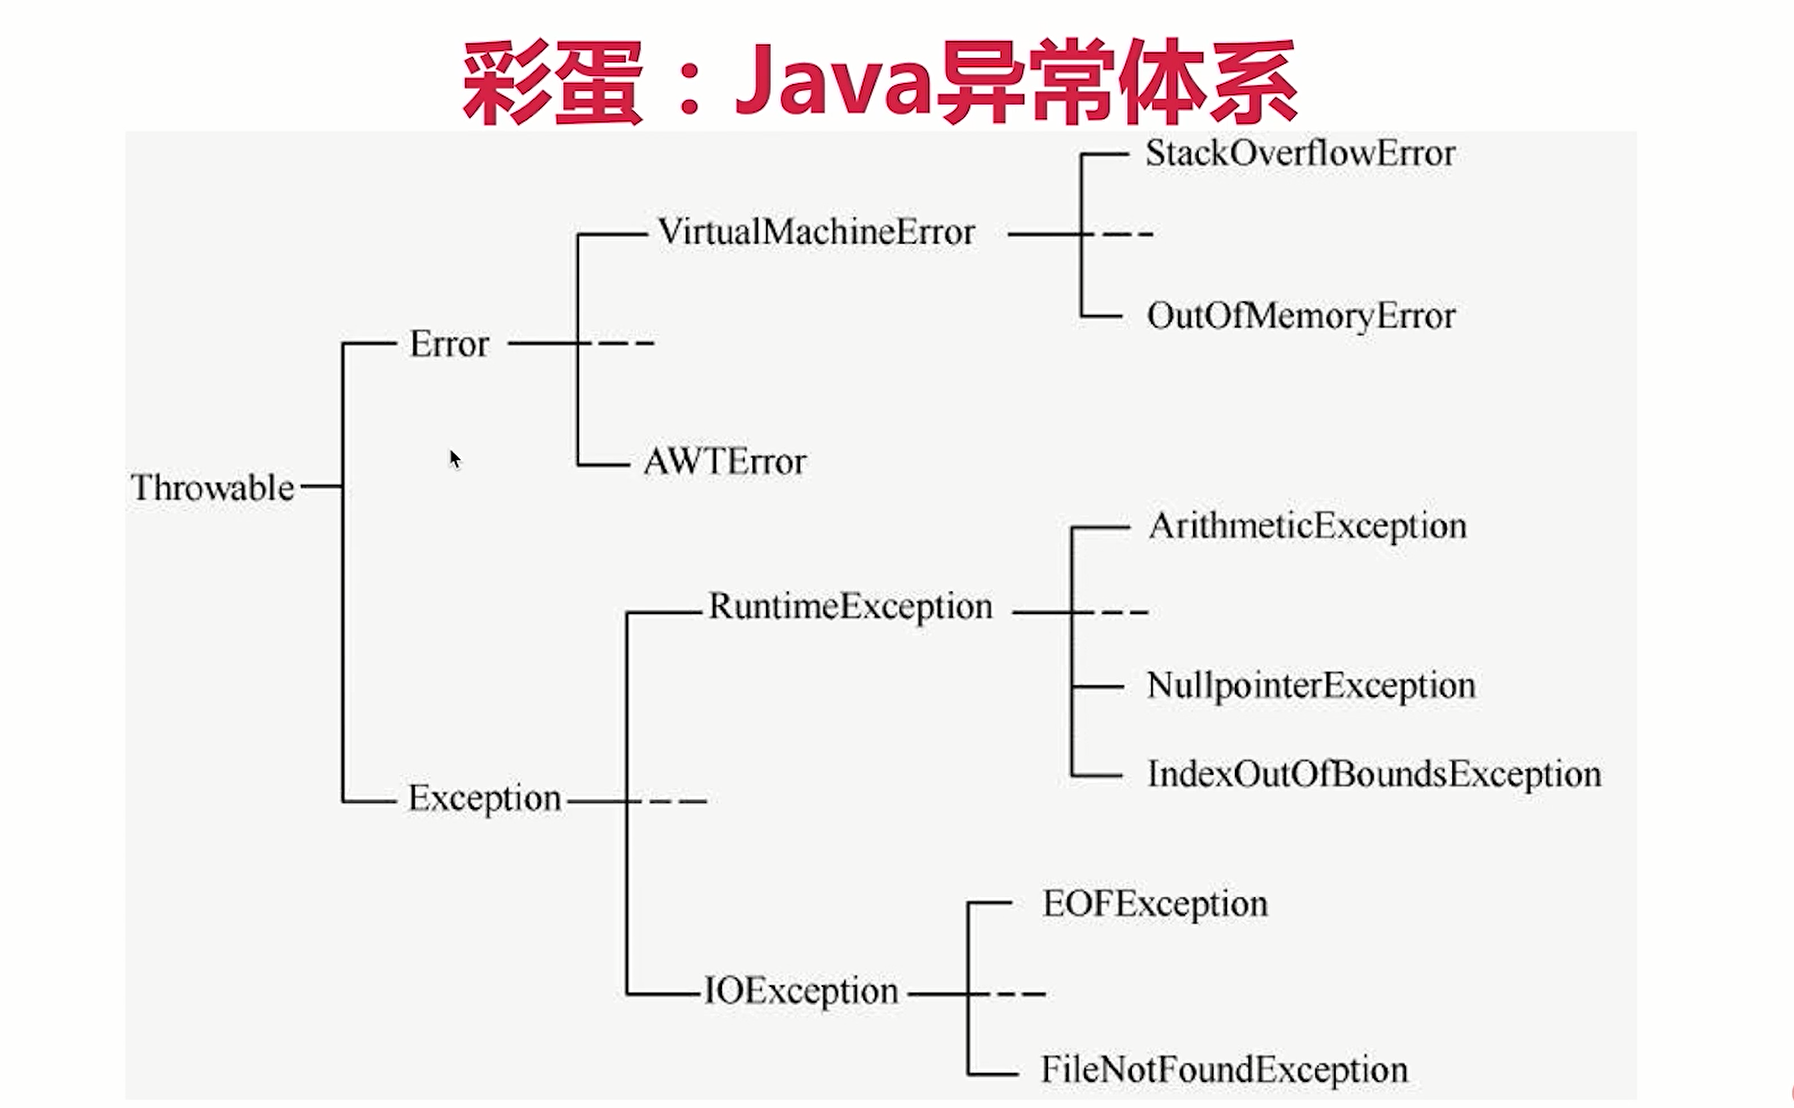 彩蛋：Java异常体系
StackOverflowError
VirtualMachineError
OutOfMemoryError
Error
AWTError
Throwable
ArithmeticException
RuntimeException
NullpointerException
IndexOutOfBoundsException
Exception
EOFException
IOException
FileNotFoundException